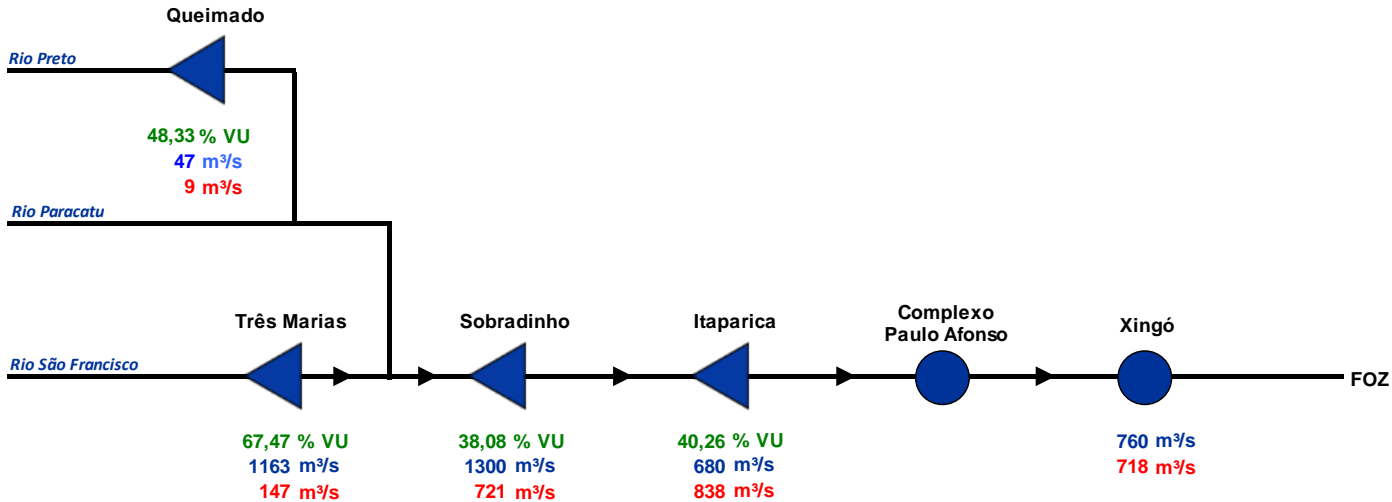 Queimado
Rio Preto
48,33 % VU
47 m³/s
9 m³/s
Rio Paracatu
Três Marias
Sobradinho
Itaparica
Complexo
Paulo Afonso
Xingó
Rio São Francisco
FOZ
67,47 % VU
1163 m³/s
147 m³/s
38,08 % VU
1300 m³/s
721 m³/s
40,26 % VU
680 m³/s
838 m³/s
760 m³/s
718 m³/s